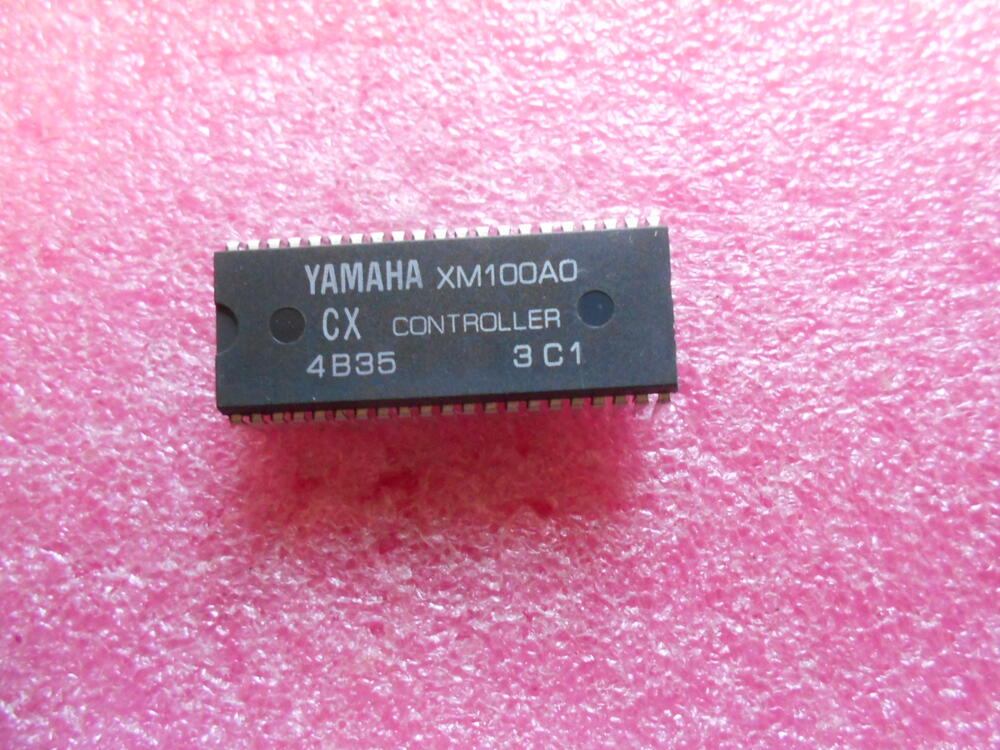 YAMAHA XM100A0
CX CONTROLLER
4B35 3C1